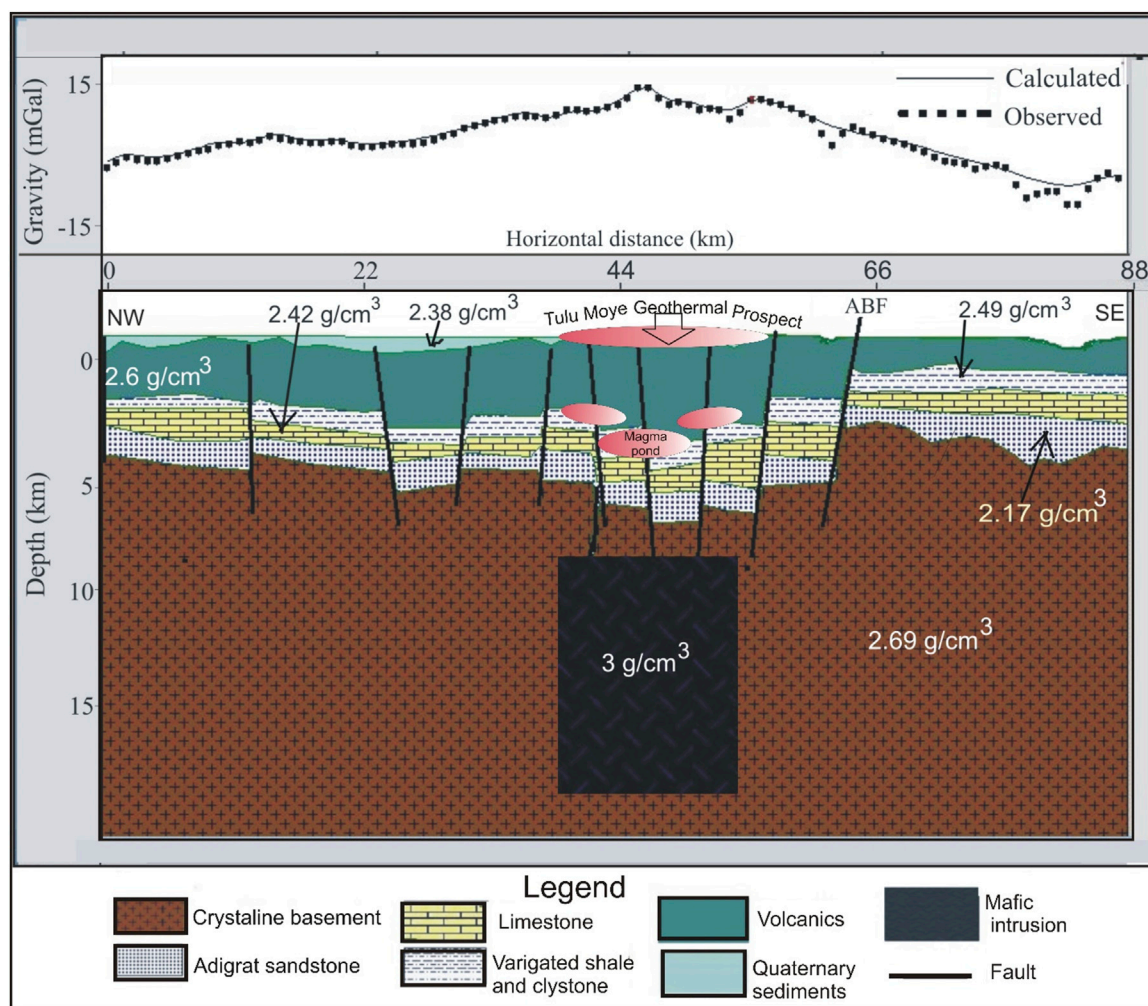 15
Gravity (mGal)
-15
Calculated
Observed
Horizontal distance (km)
0 22 44 66 88
NW
2.42 g/cm3
2.38 g/cm3
Tulu Moye Geothermal Prospect
ABF
2.49 g/cm3
SE
0
2.6 g/cm3
Magma
pond
5
2.17 g/cm3
Depth (km)
10
3 g/cm3
2.69 g/cm3
15
Legend
Crystaline basement
Limestone
Volcanics
Mafic
intrusion
Adigrat sandstone
Varigated shale
and clystone
Quaternary
sediments
Fault